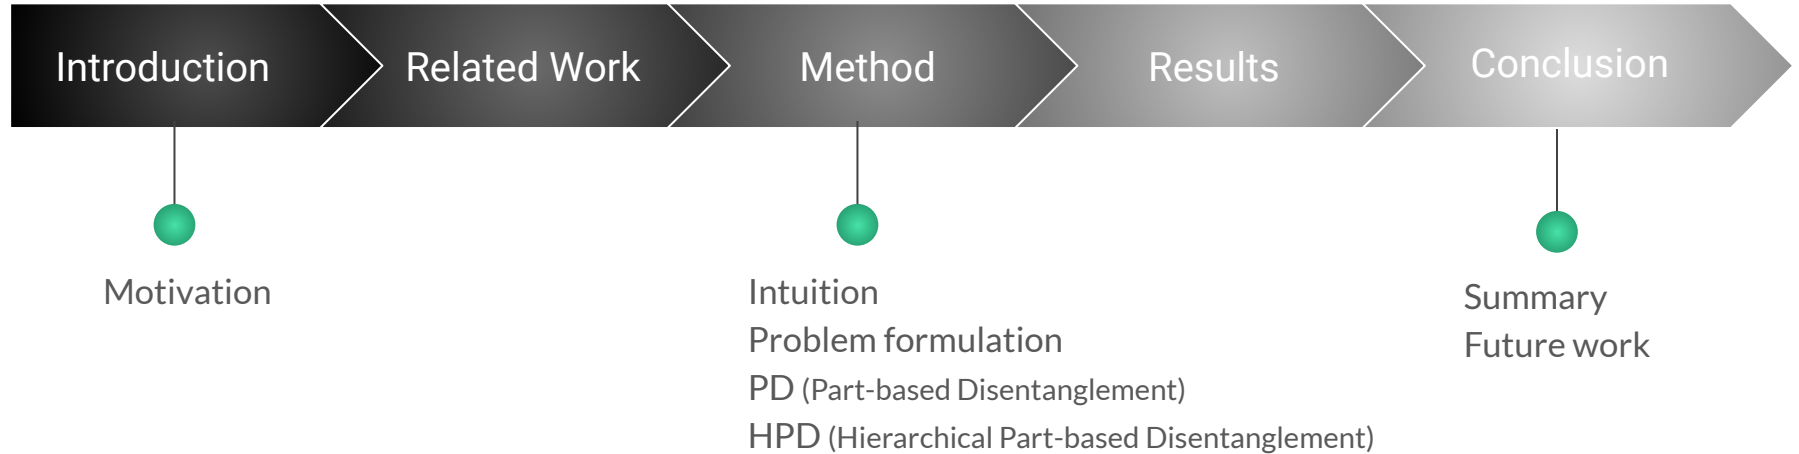 Introduction
Related Work
Method
Results
Conclusion
Motivation
Intuition
Problem formulation
PD (Part-based Disentanglement)
HPD (Hierarchical Part-based Disentanglement)
Summary
Future work